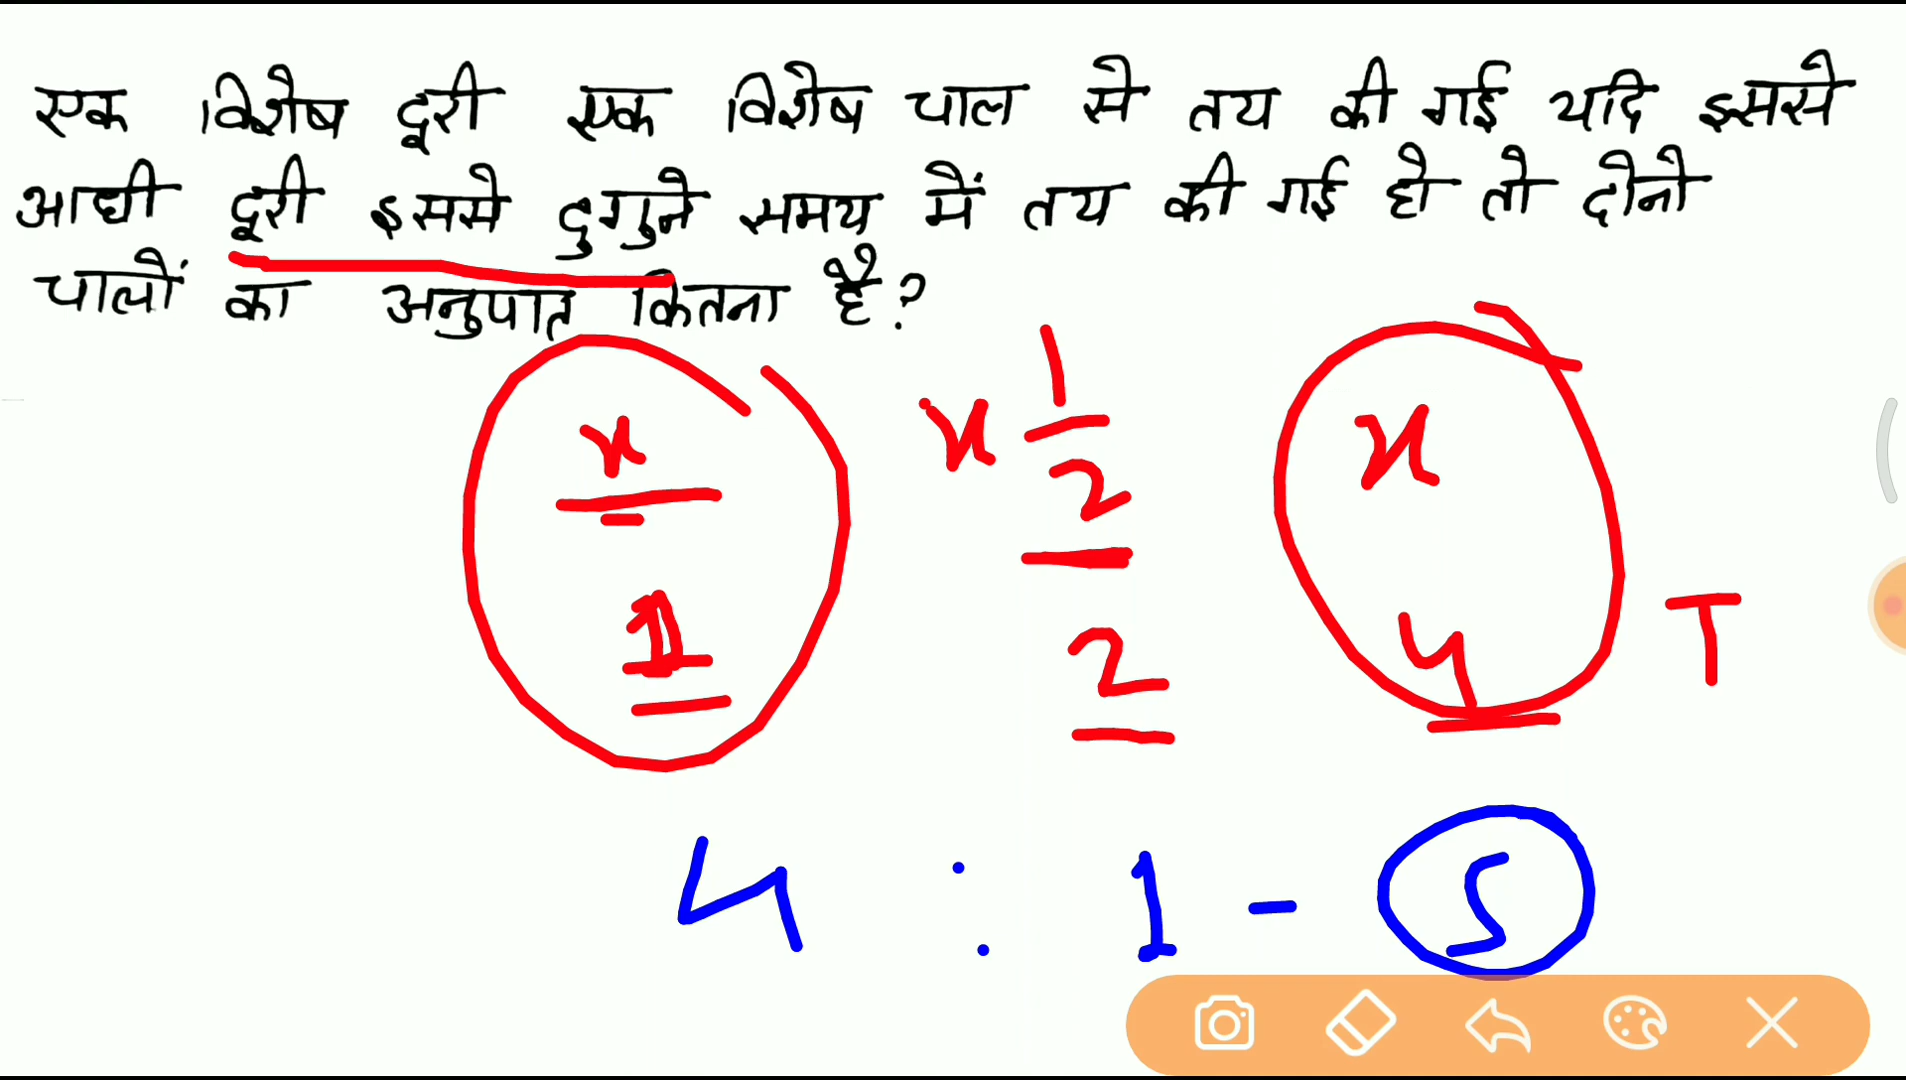 एक विशेष दूरी एक विशेष चाल से तय की गई यदि इससे
आधी दूरी इससे दुगुने समय में तय की गई हो तो दोनो
चालों का अनुपात कितना है?
x x 1/2 x
1 2 4 T
4 : 1 - S